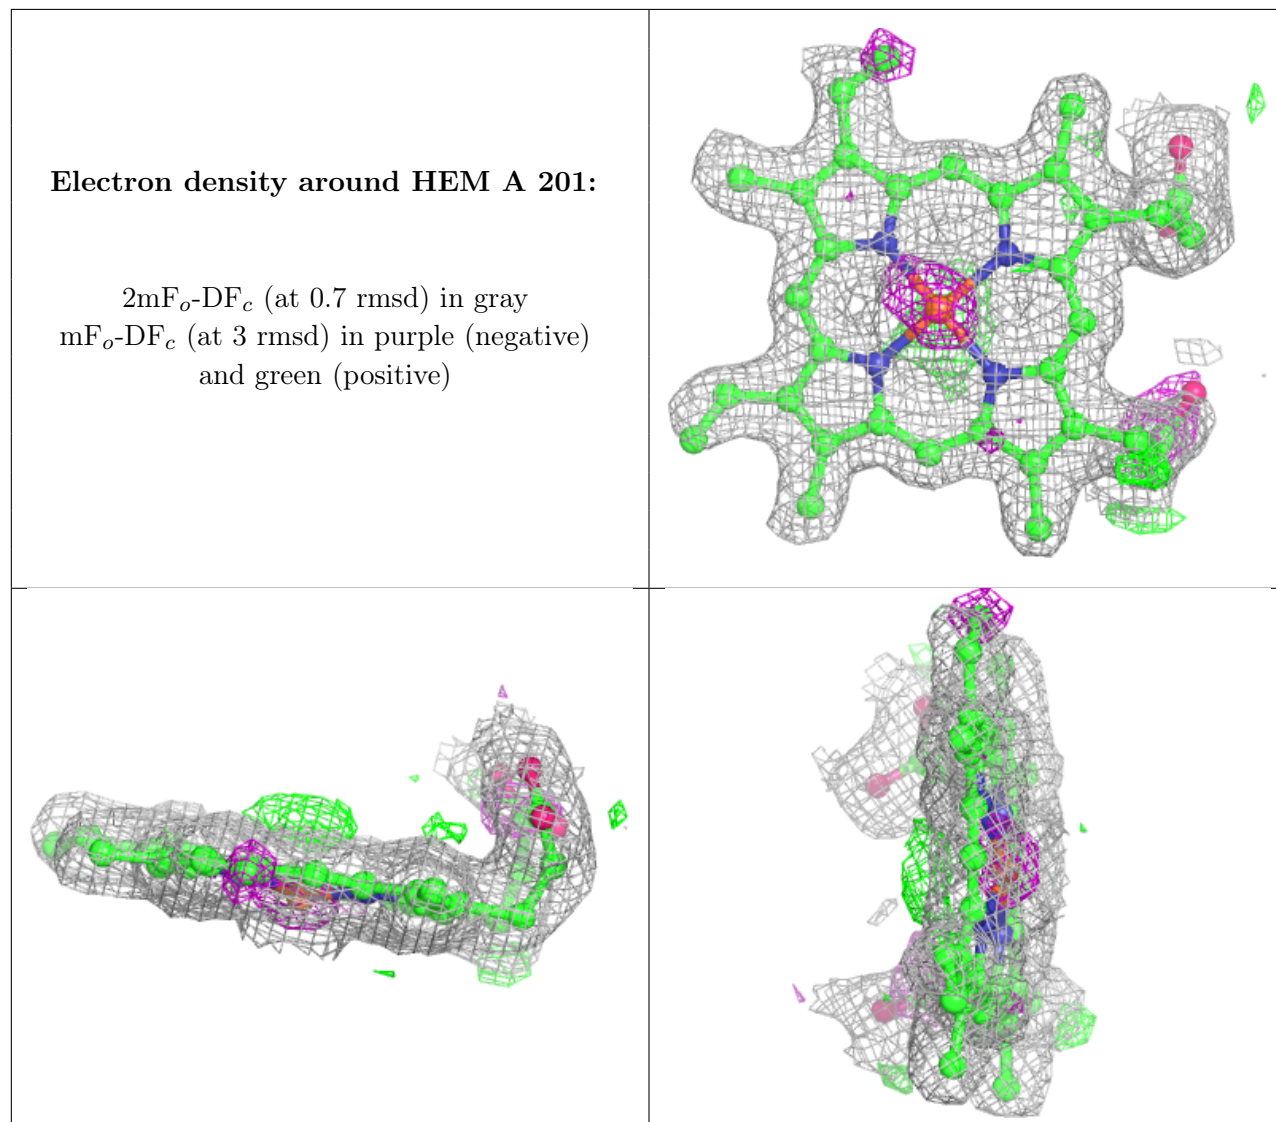 Electron density around HEM A 201:
2mFo-DFc (at 0.7 rmsd) in gray
mFo-DFc (at 3 rmsd) in purple (negative)
and green (positive)